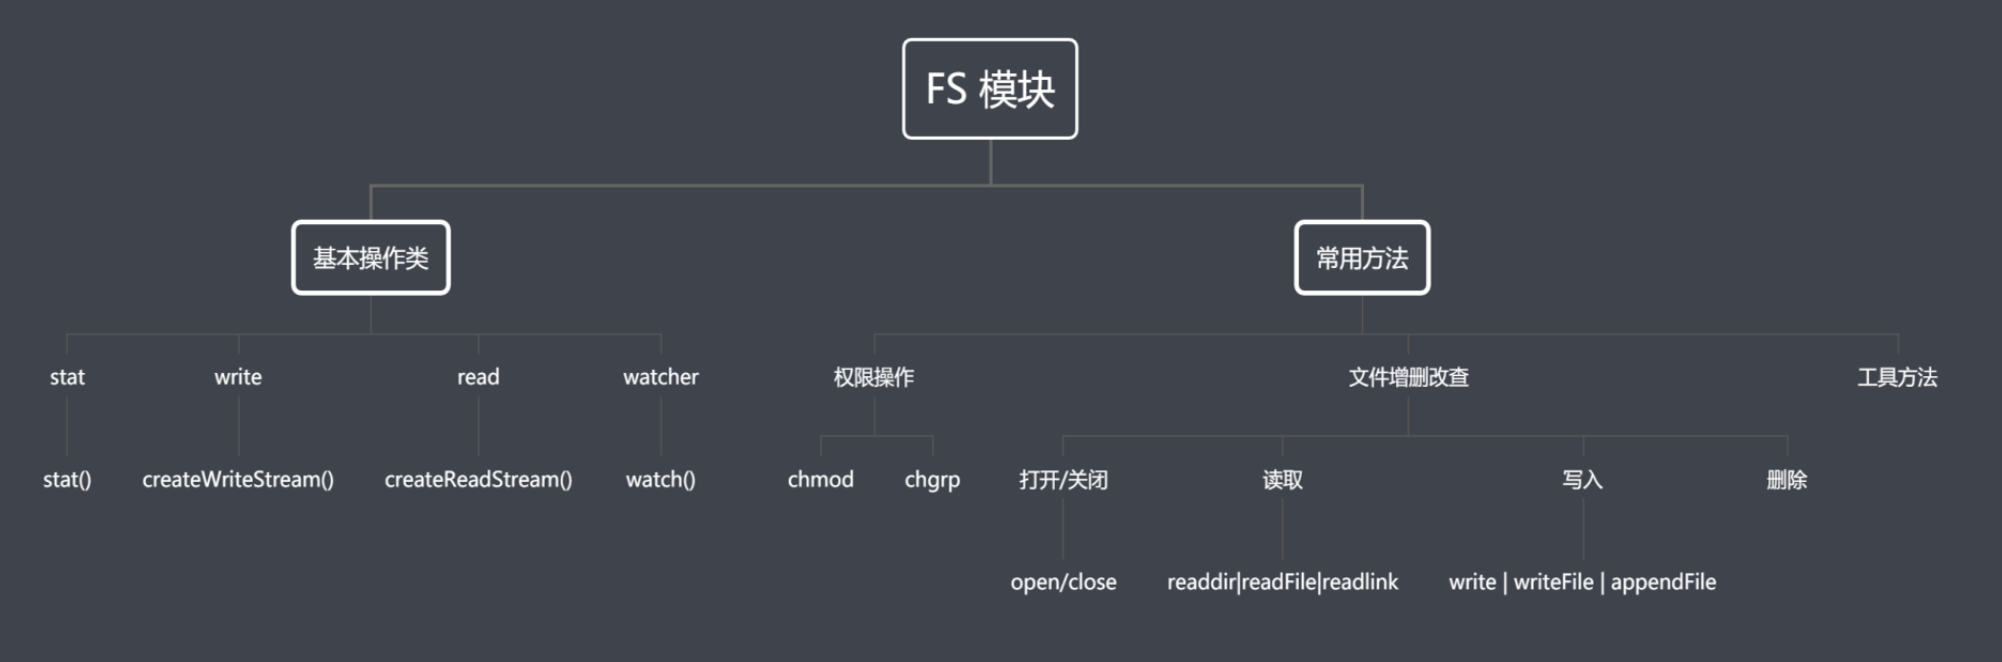 FS 模块
基本操作类
常用方法
stat
write
read
watcher
权限操作
文件增删改查
工具方法
stat()
createWriteStream()
createReadStream()
watch()
chmod
chgrp
打开/关闭
读取
写入
删除
open/close
readdir|readFile|readlink
write | writeFile | appendFile